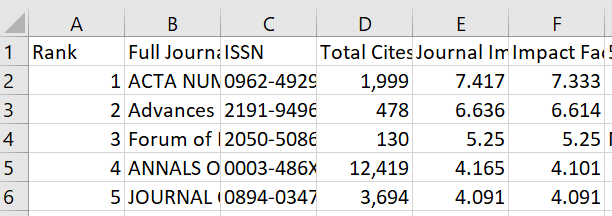 A B C D E F
1 Rank Full Journa ISSN Total Cites Journal Im Impact Fac
2 1 ACTA NUM 0962-4929 1,999 7.417 7.333
3 2 Advances 2191-9496 478 6.636 6.614
4 3 Forum of 2050-5086 130 5.25 5.25
5 4 ANNALS O 0003-486X 12,419 4.165 4.101
6 5 JOURNAL 0894-0347 3,694 4.091 4.091